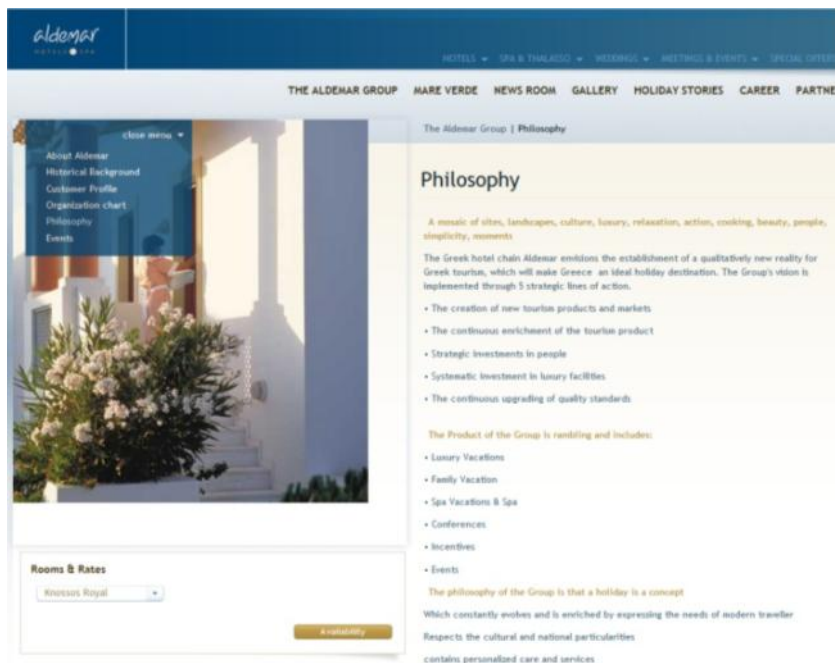 aldemar
HOTELS SPA
HOTELS SPA & THALASSO WEDDINGS MEETINGS & EVENTS SPECIAL OFFERS
THE ALDEMAR GROUP MARE VERDE NEWS ROOM GALLERY HOLIDAY STORIES CAREER PARTNE
close menu
About Aldemar
Historical Background
Customer Profile
Organization chart
Philosophy
Events
The Aldemar Group | Philosophy
Philosophy
A mosaic of sites, landscapes, culture, luxury, relaxation, action, cooking, beauty, people,
simplicity, moments
The Greek hotel chain Aldemar envisions the establishment of a qualitatively new reality for
Greek tourism, which will make Greece an ideal holiday destination. The Group's vision is
implemented through 5 strategic lines of action.
• The creation of new tourism products and markets
• The continuous enrichment of the tourism product
• Strategic investments in people
• Systematic investment in luxury facilities
• The continuous upgrading of quality standards
The Product of the Group is rambling and includes:
• Luxury Vacations
• Family Vacation
• Spa Vacations & Spa
• Conferences
• Incentives
• Events
The philosophy of the Group is that a holiday is a concept
Which constantly evolves and is enriched by expressing the needs of modern traveller
Respects the cultural and national particularities
contains personalized care and services
Rooms & Rates
Knossos Royal
Availability